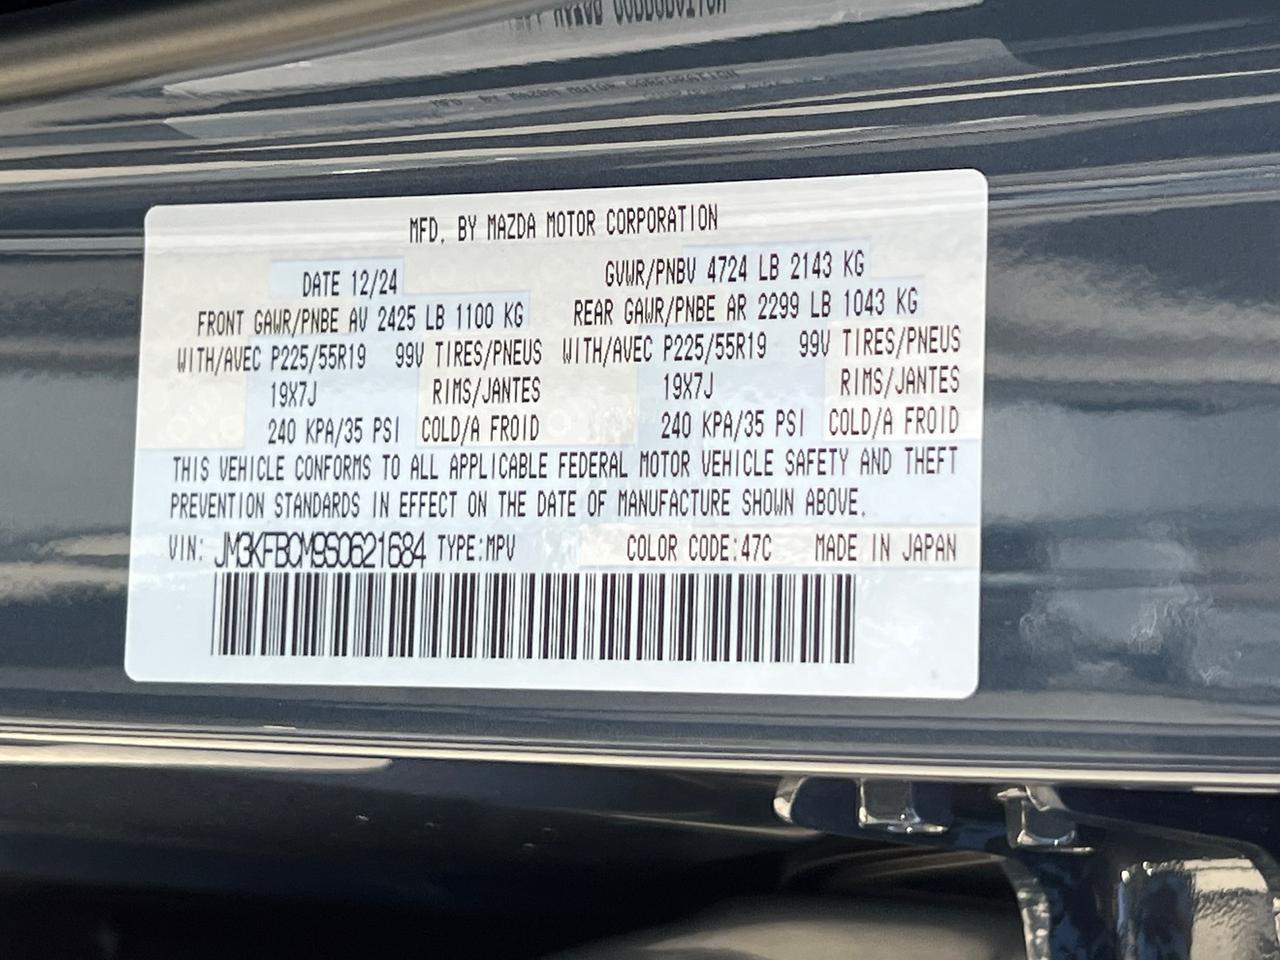 MFD. BY MAZDA MOTOR CORPORATION
DATE 12/24 GVWR/PNBV 4724 LB 2143 KG
FRONT GAWR/PNBE AV 2425 LB 1100 KG REAR GAWR/PNBE AR 2299 LB 1043 KG
WITH/AVEC P225/55R19 99V TIRES/PNEUS WITH/AVEC P225/55R19 99V TIRES/PNEUS
19X7J RIMS/JANTES 19X7J RIMS/JANTES
240 KPA/35 PSI COLD/A FROID 240 KPA/35 PSI COLD/A FROID
THIS VEHICLE CONFORMS TO ALL APPLICABLE FEDERAL MOTOR VEHICLE SAFETY AND THEFT
PREVENTION STANDARDS IN EFFECT ON THE DATE OF MANUFACTURE SHOWN ABOVE.
VIN: JM3KFBCM9S0621684 TYPE:MPV COLOR CODE:47C MADE IN JAPAN